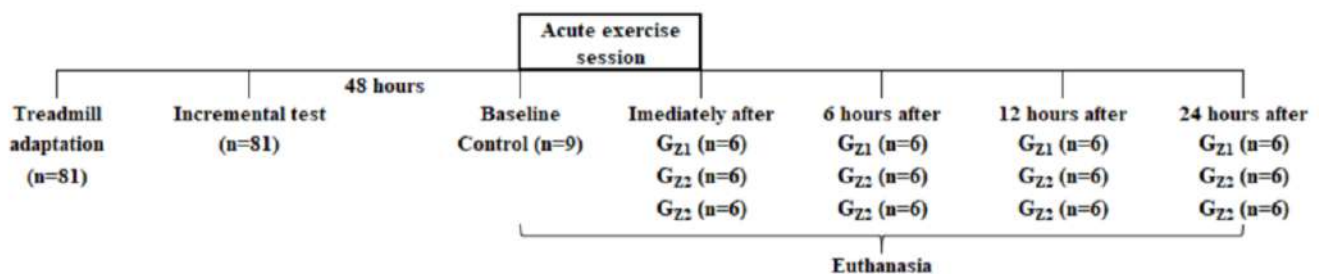 Acute exercise
session
48 hours
Treadmill
adaptation
(n=81)
Incremental test
(n=81)
Baseline
Control (n=9)
Imediately after
GZ1 (n=6)
GZ2 (n=6)
GZ2 (n=6)
6 hours after
GZ1 (n=6)
GZ2 (n=6)
GZ2 (n=6)
12 hours after
GZ1 (n=6)
GZ2 (n=6)
GZ2 (n=6)
24 hours after
GZ1 (n=6)
GZ2 (n=6)
GZ2 (n=6)
Euthanasia